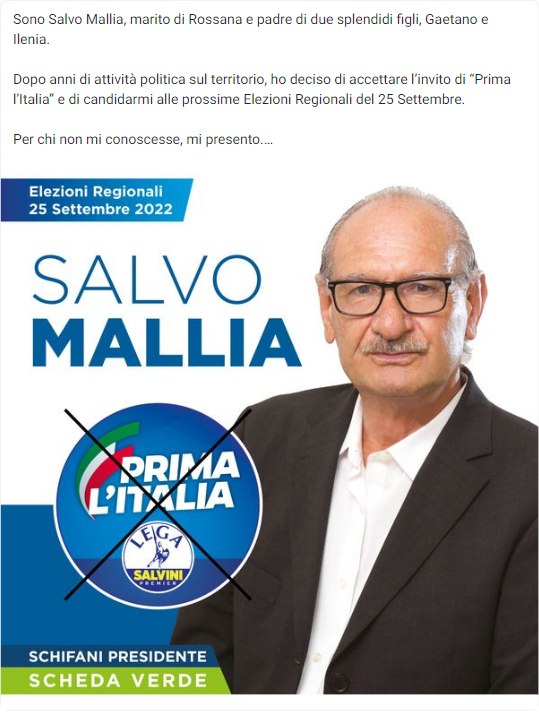 Sono Salvo Mallia, marito di Rossana e padre di due splendidi figli, Gaetano e
Ilenia.
Dopo anni di attività politica sul territorio, ho deciso di accettare l'invito di “Prima
l'Italia” e di candidarmi alle prossime Elezioni Regionali del 25 Settembre.
Per chi non mi conoscesse, mi presento....
Elezioni Regionali
25 Settembre 2022
SALVO
MALLIA
PRIMA
L'ITALIA
LEGA
SALVINI
PREMIER
SCHIFANI PRESIDENTE
SCHEDA VERDE